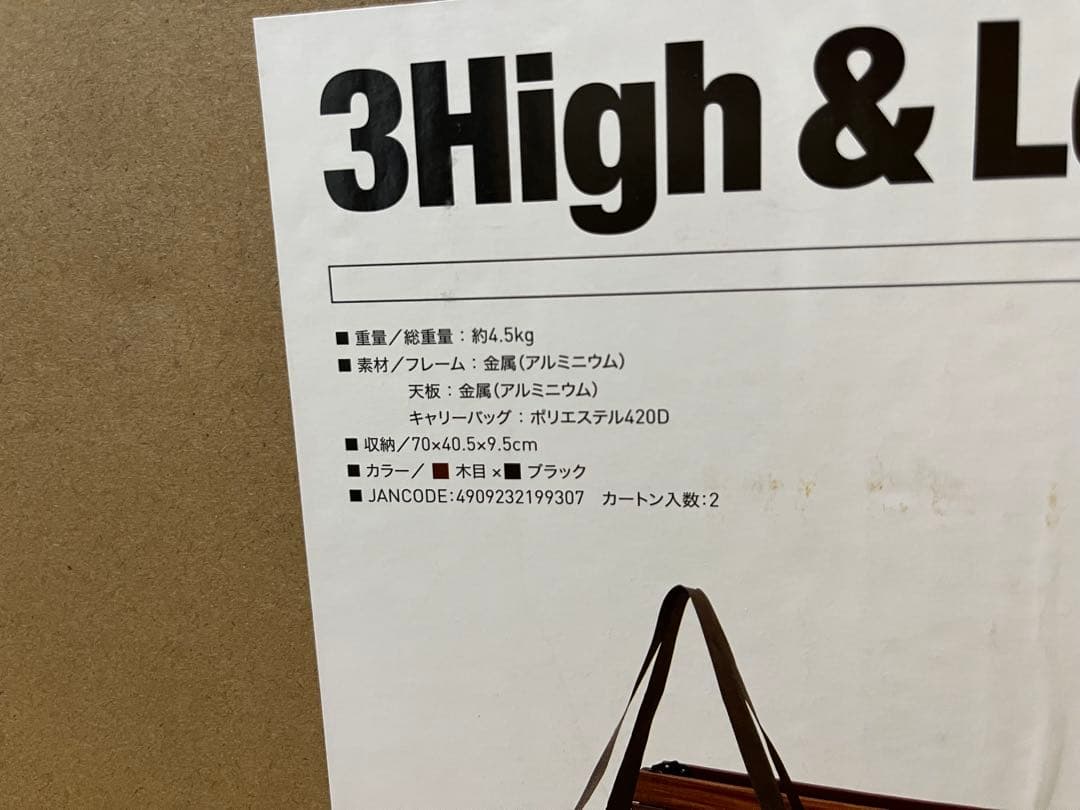 3High & L
■ 重量／総重量：約4.5kg
■ 素材／フレーム：金属（アルミニウム）
天板：金属（アルミニウム）
キャリーバッグ：ポリエステル420D
■ 収納／70×40.5×9.5cm
■ カラー／■木目×■ブラック
■ JANCODE：4909232199307 カートン入数：2